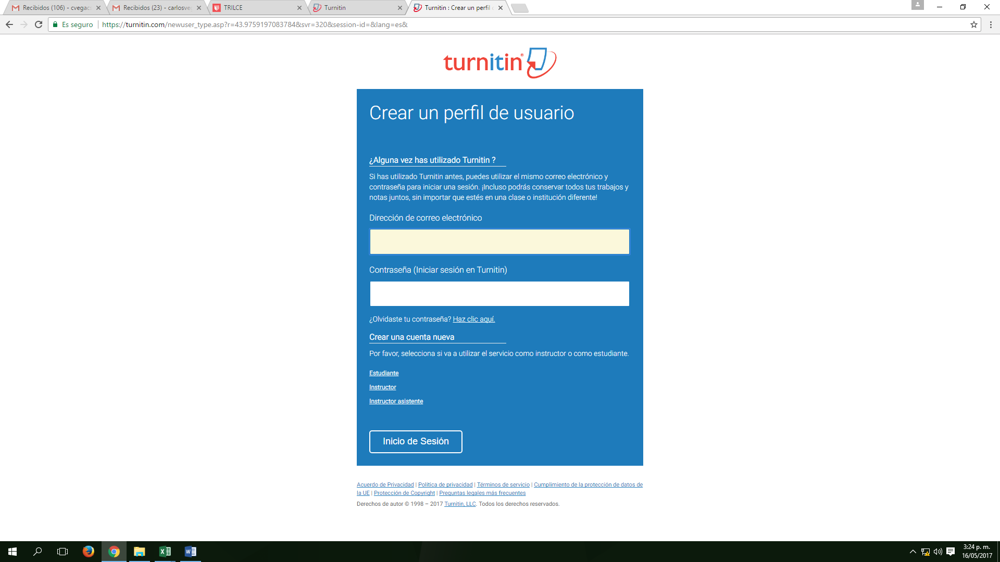 Recibidos (106) - cvegacs
Recibidos (23) - carlosveg
TRILCE
Turnitin
Turnitin : Crear un perfil d
Es seguro
https://turnitin.com/newuser_type.asp?r=43.9759197083784&svr=320&session-id=&lang=es&
turnitin®
Crear un perfil de usuario
¿Alguna vez has utilizado Turnitin ?
Si has utilizado Turnitin antes, puedes utilizar el mismo correo electrónico y
contraseña para iniciar una sesión. ¡Incluso podrás conservar todos tus trabajos y
notas juntos, sin importar que estés en una clase o institución diferente!
Dirección de correo electrónico
Contraseña (Iniciar sesión en Turnitin)
¿Olvidaste tu contraseña? Haz clic aquí.
Crear una cuenta nueva
Por favor, selecciona si va a utilizar el servicio como instructor o como estudiante.
Estudiante
Instructor
Instructor asistente
Inicio de Sesión
Acuerdo de Privacidad | Política de privacidad | Términos de servicio | Cumplimiento de la protección de datos de
la UE | Protección de Copyright | Preguntas legales más frecuentes
Derechos de autor © 1998 – 2017 Turnitin, LLC. Todos los derechos reservados.
3:24 p. m.
16/05/2017